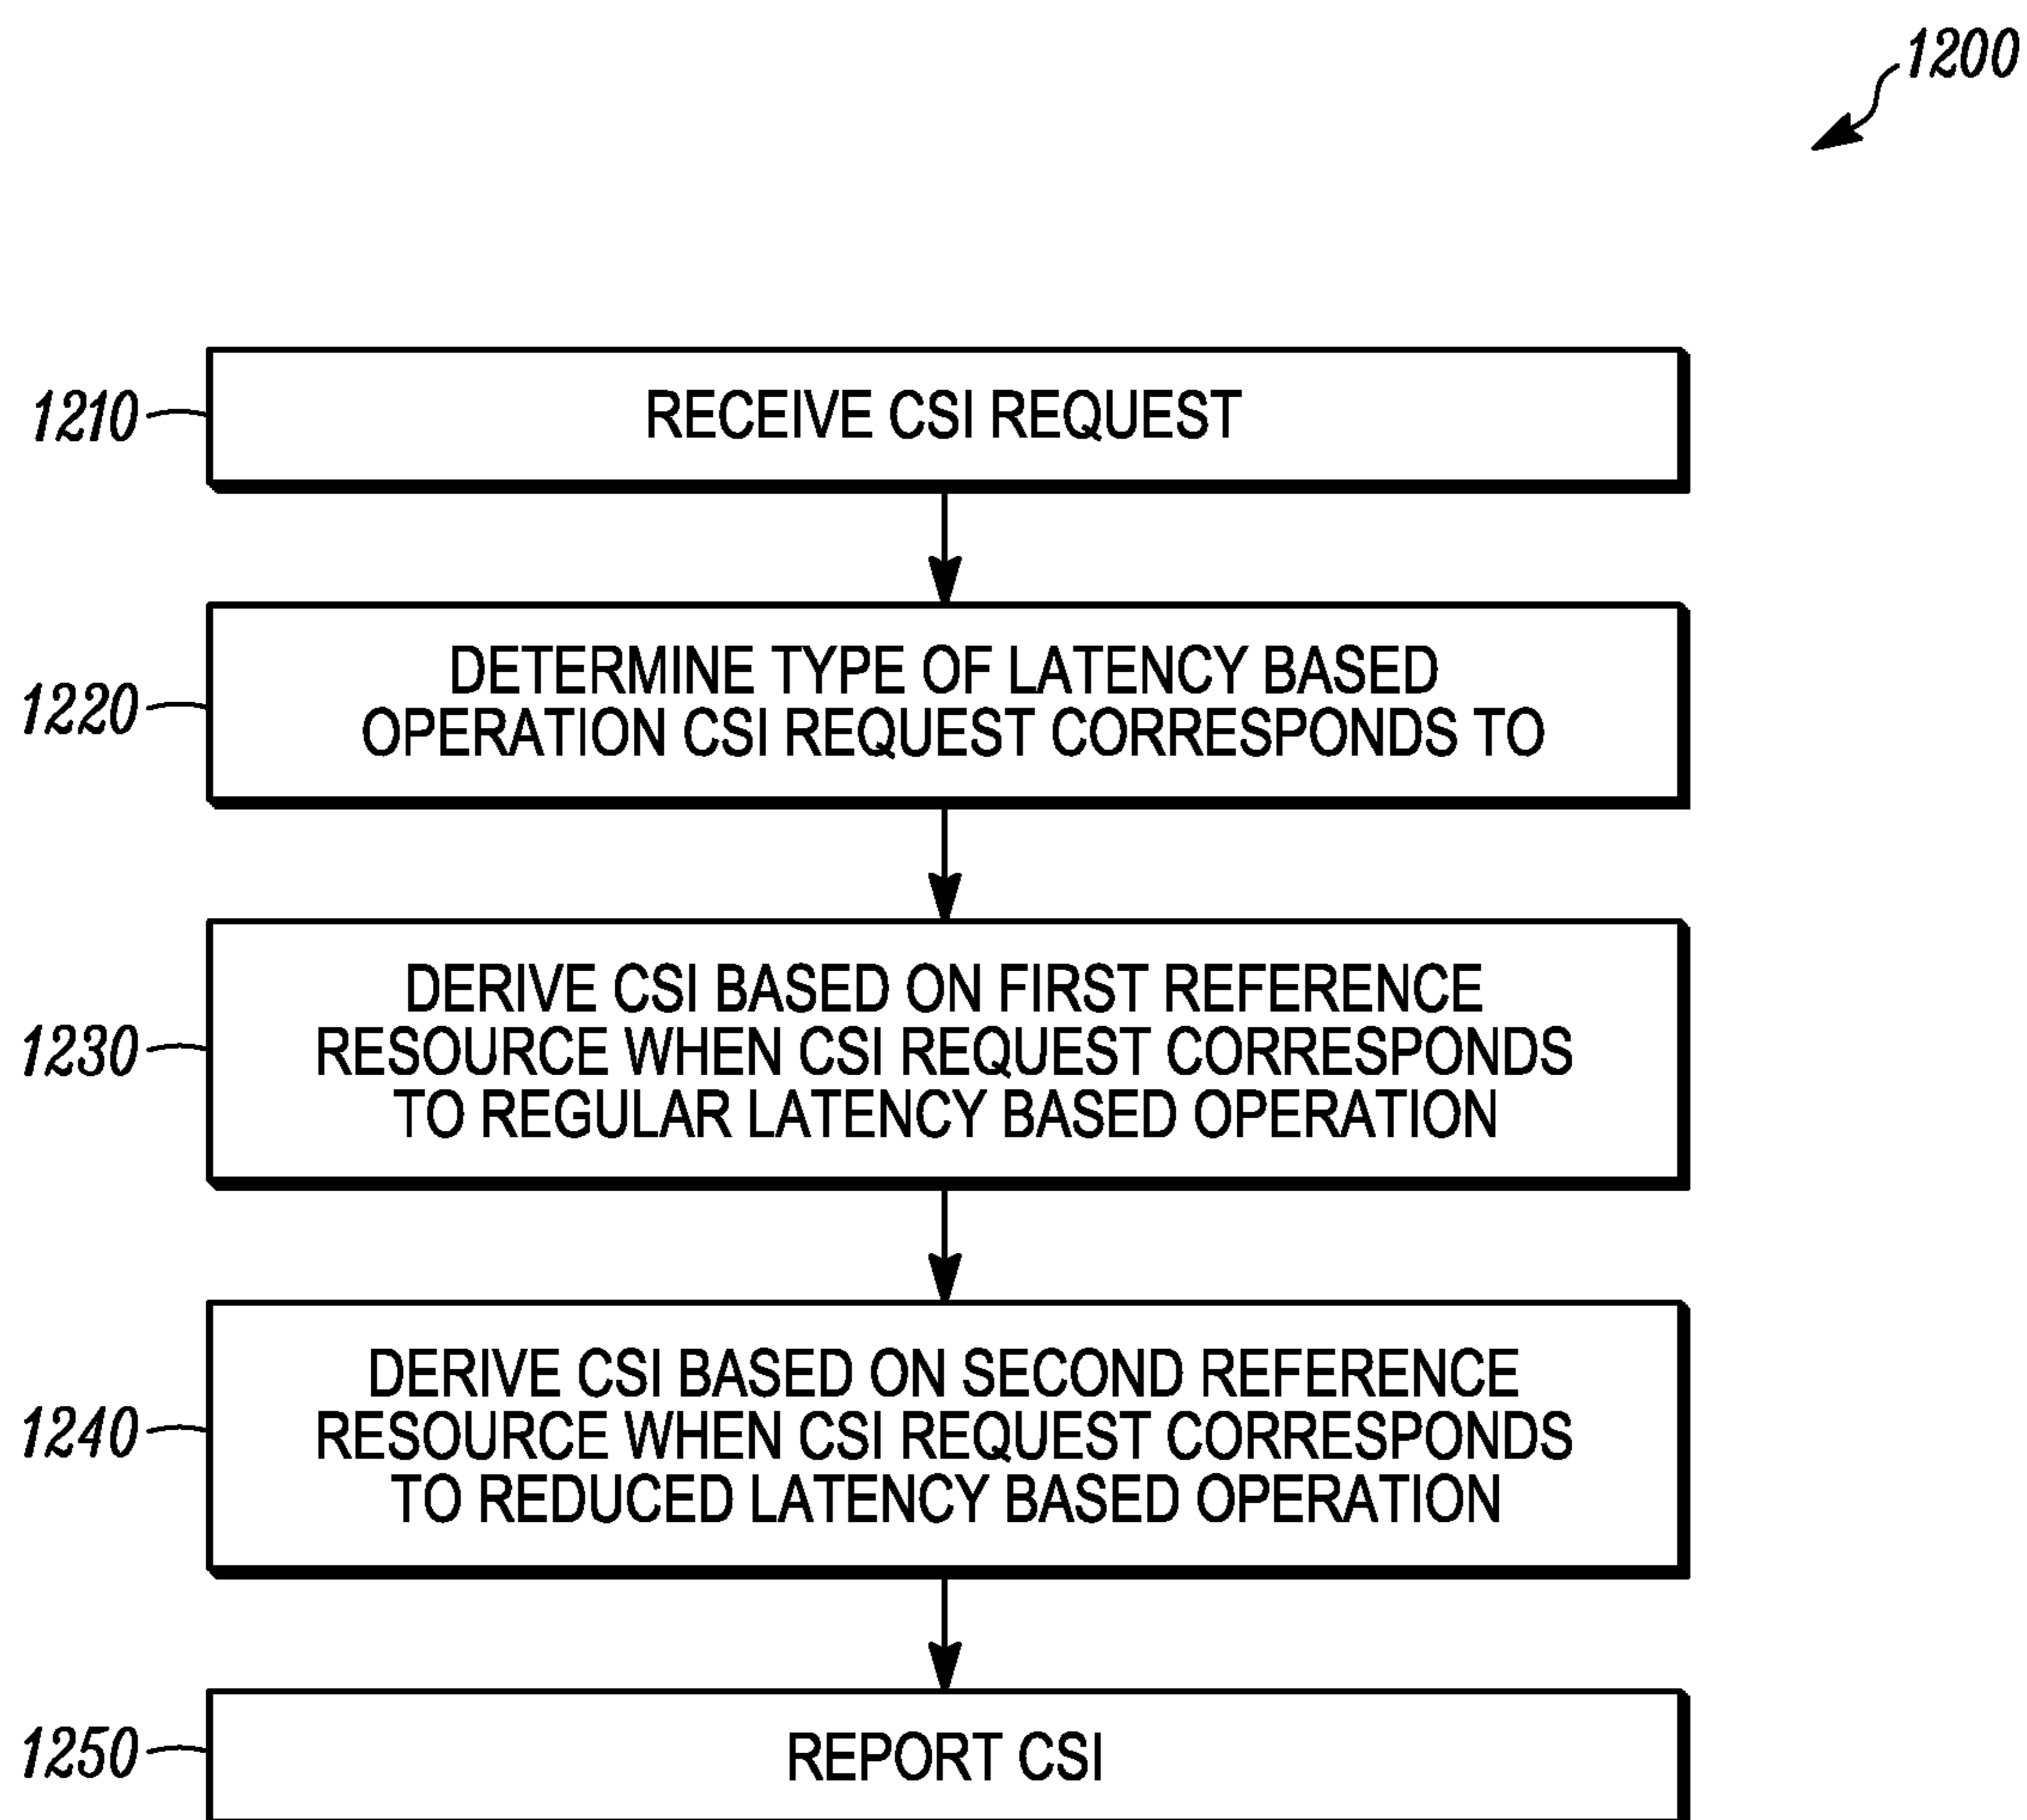 1200
1210
RECEIVE CSI REQUEST
1220
DETERMINE TYPE OF LATENCY BASED
OPERATION CSI REQUEST CORRESPONDS TO
1230
DERIVE CSI BASED ON FIRST REFERENCE
RESOURCE WHEN CSI REQUEST CORRESPONDS
TO REGULAR LATENCY BASED OPERATION
1240
DERIVE CSI BASED ON SECOND REFERENCE
RESOURCE WHEN CSI REQUEST CORRESPONDS
TO REDUCED LATENCY BASED OPERATION
1250
REPORT CSI